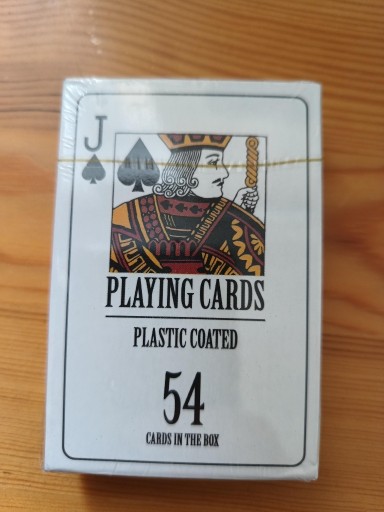 J
PLAYING CARDS
PLASTIC COATED
54
CARDS IN THE BOX